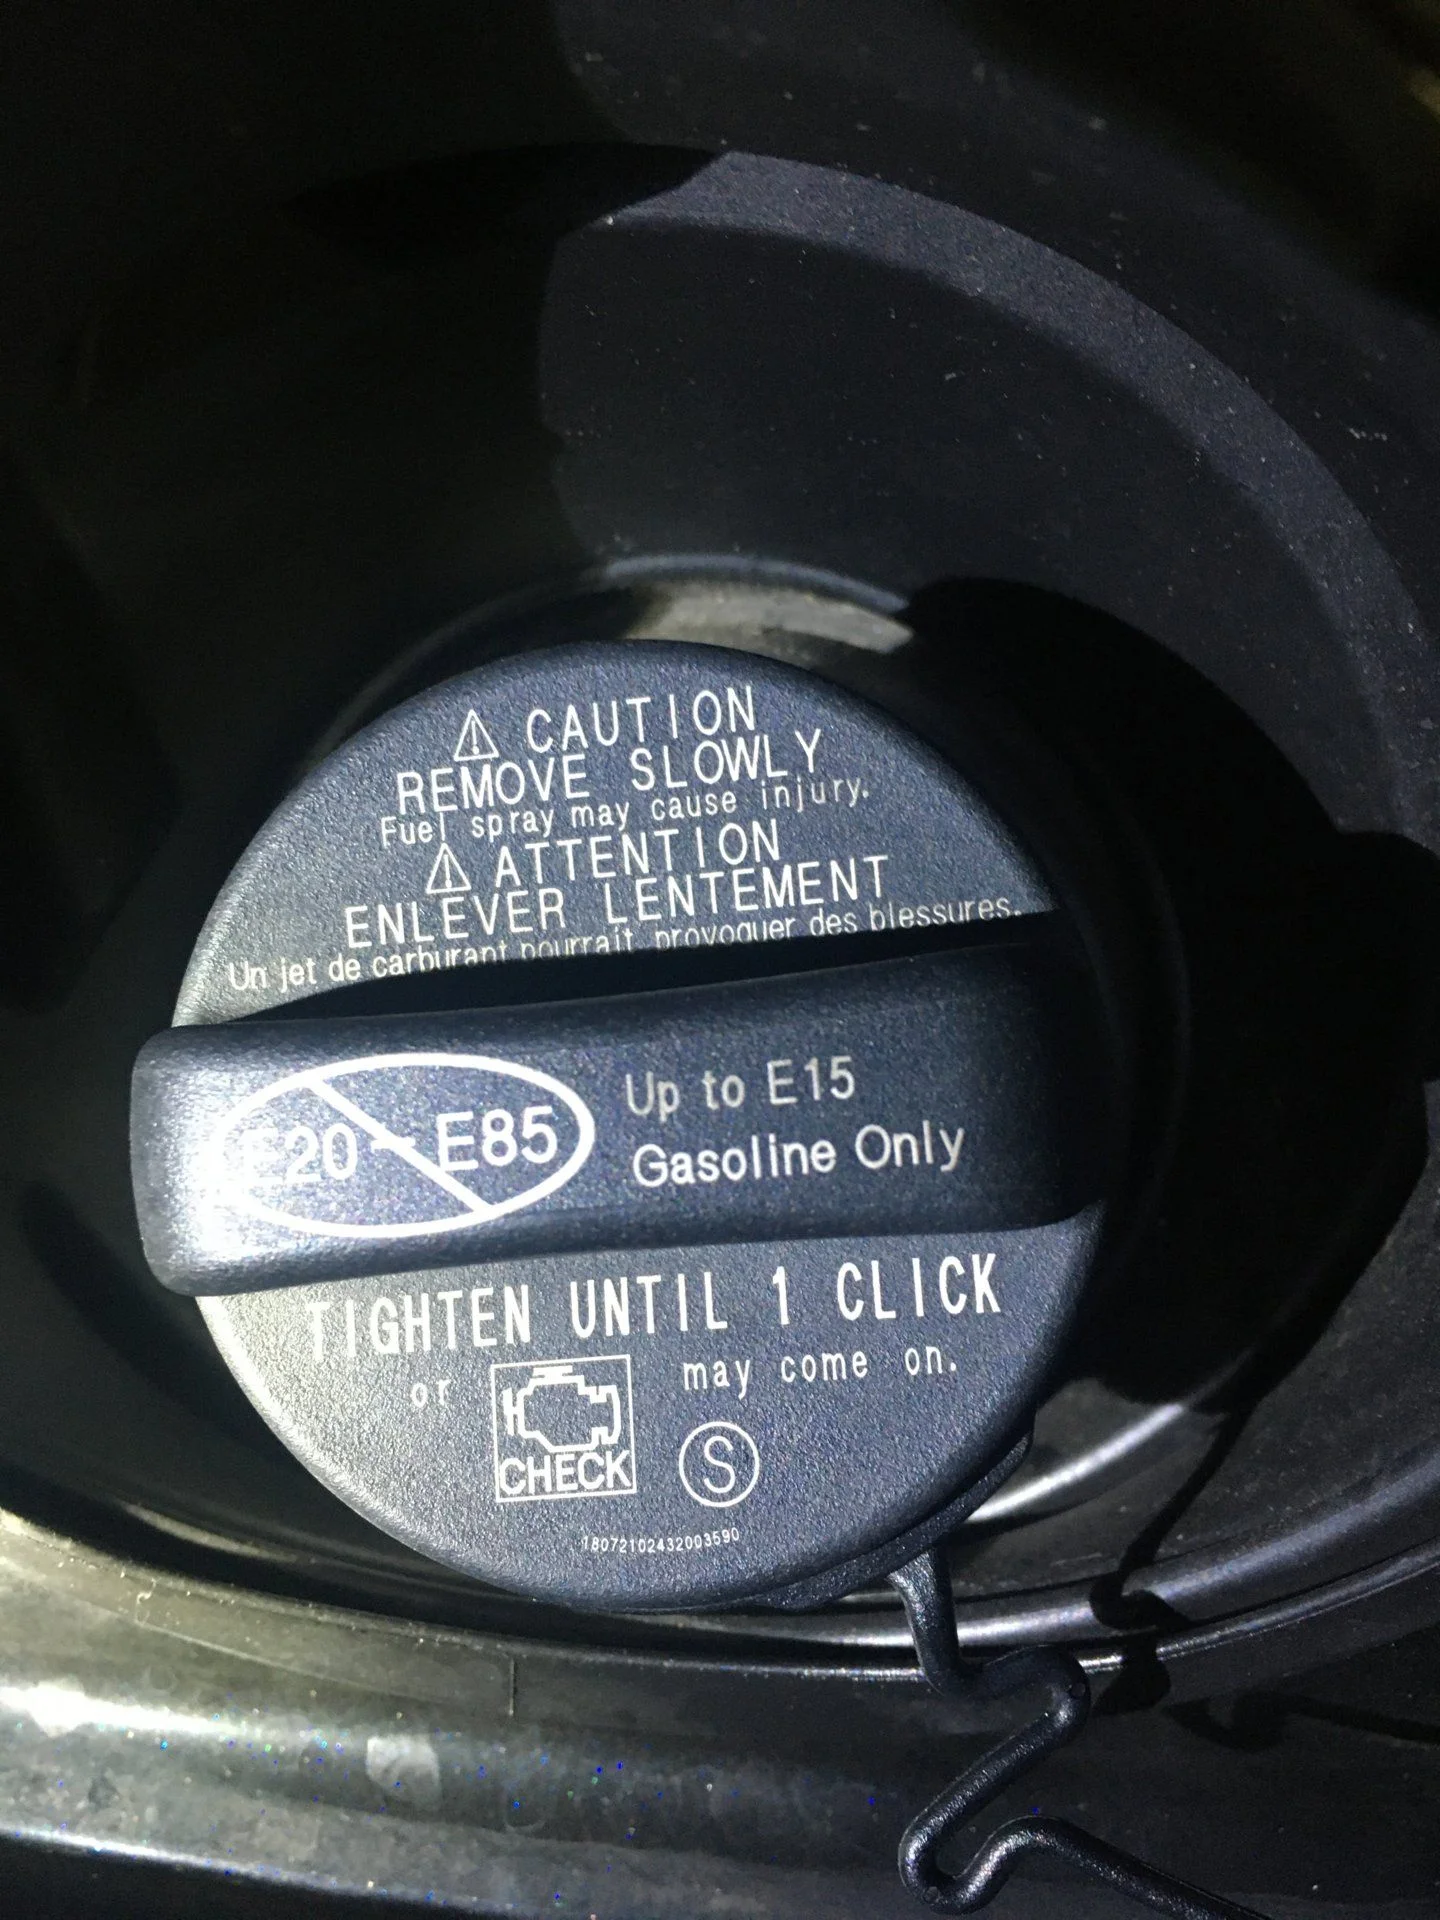 ⚠ CAUTION
REMOVE SLOWLY
Fuel spray may cause injury.
⚠ ATTENTION
ENLEVER LENTEMENT
Un jet de carburant pourrait provoquer des blessures.
E20-E85
Up to E15
Gasoline Only
TIGHTEN UNTIL 1 CLICK
or CHECK may come on.
S
18072102432003590